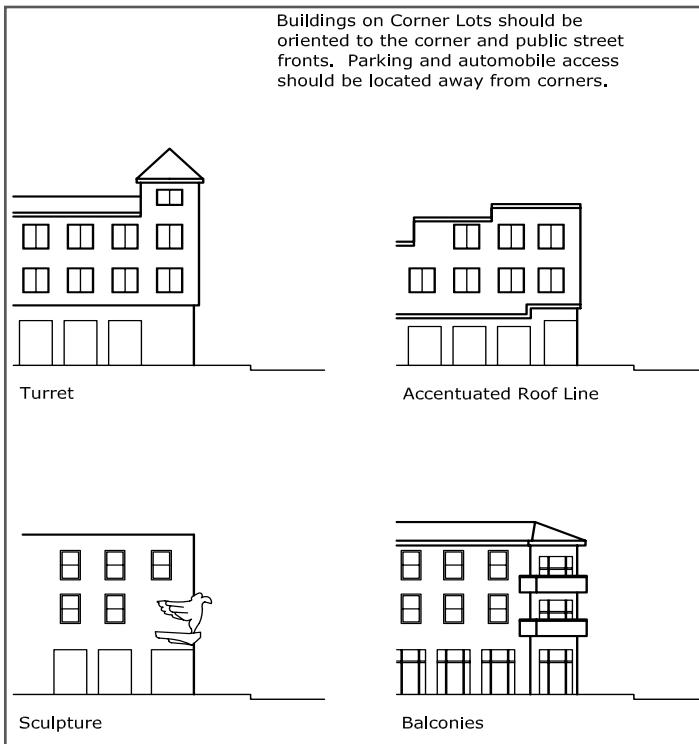 Buildings on Corner Lots should be
oriented to the corner and public street
fronts. Parking and automobile access
should be located away from corners.
Turret
Accentuated Roof Line
Sculpture
Balconies